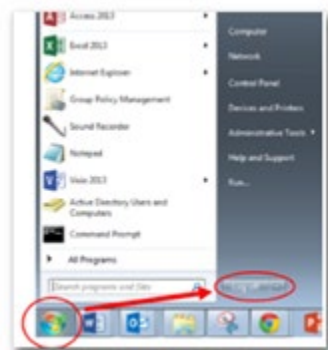 Access 2013
Excel 2013
Internet Explorer
Group Policy Management
Sound Recorder
Notepad
Visio 2013
Active Directory Users and
Computers
Command Prompt
All Programs
Search programs and files
Computer
Network
Control Panel
Devices and Printers
Administrative Tools
Help and Support
Run...